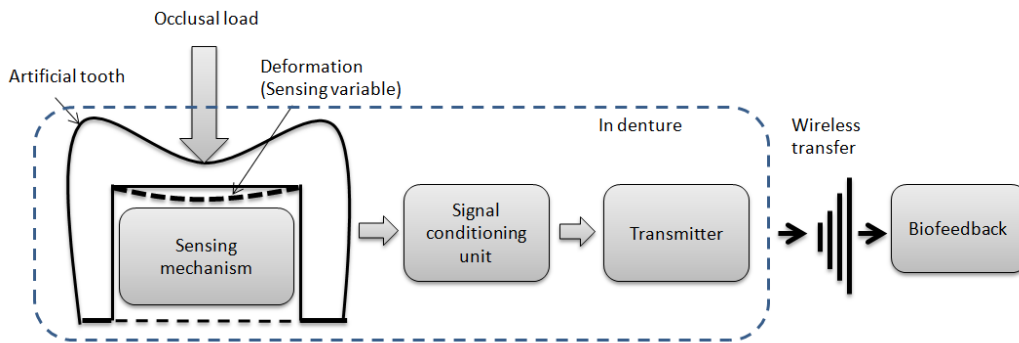 Occlusal load
Artificial tooth
Deformation
(Sensing variable)
In denture
Wireless
transfer
Sensing
mechanism
Signal
conditioning
unit
Transmitter
Biofeedback